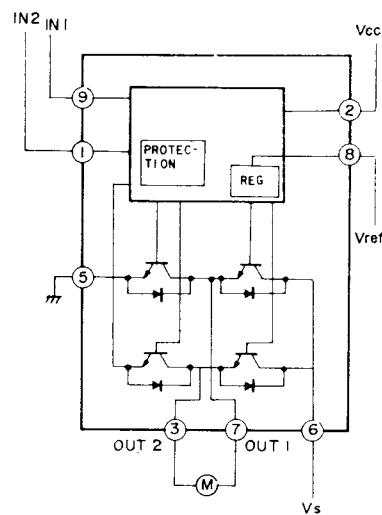 IN2
IN1
Vcc
9
2
1
PROTEC-
TION
8
REG
Vref
5
3
7
6
OUT 2
OUT 1
M
Vs